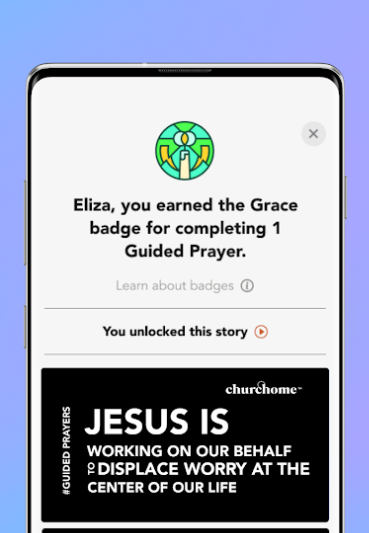 Eliza, you earned the Grace
badge for completing 1
Guided Prayer.
Learn about badges
You unlocked this story
churchome
#GUIDED PRAYERS
JESUS IS
WORKING ON OUR BEHALF
TO DISPLACE WORRY AT THE
CENTER OF OUR LIFE